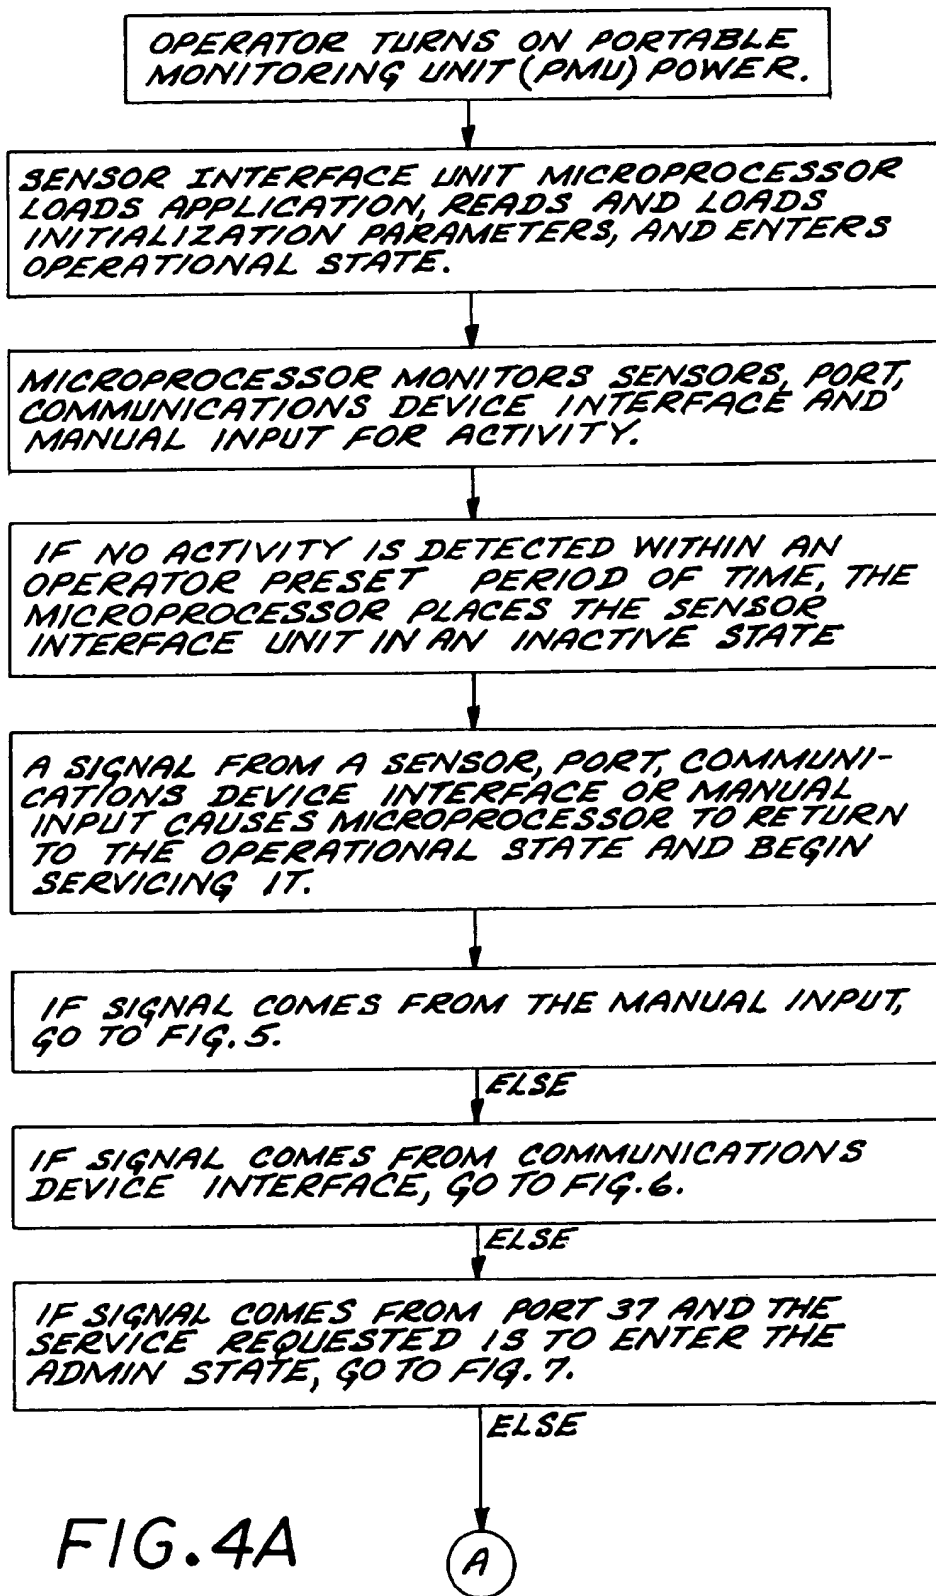 OPERATOR TURNS ON PORTABLE
MONITORING UNIT (PMU) POWER.
SENSOR INTERFACE UNIT MICROPROCESSOR
LOADS APPLICATION, READS AND LOADS
INITIALIZATION PARAMETERS, AND ENTERS
OPERATIONAL STATE.
MICROPROCESSOR MONITORS SENSORS, PORT,
COMMUNICATIONS DEVICE INTERFACE AND
MANUAL INPUT FOR ACTIVITY.
IF NO ACTIVITY IS DETECTED WITHIN AN
OPERATOR PRESET PERIOD OF TIME, THE
MICROPROCESSOR PLACES THE SENSOR
INTERFACE UNIT IN AN INACTIVE STATE
A SIGNAL FROM A SENSOR, PORT, COMMUNI-
CATIONS DEVICE INTERFACE OR MANUAL
INPUT CAUSES MICROPROCESSOR TO RETURN
TO THE OPERATIONAL STATE AND BEGIN
SERVICING IT.
IF SIGNAL COMES FROM THE MANUAL INPUT,
GO TO FIG. 5.
ELSE
IF SIGNAL COMES FROM COMMUNICATIONS
DEVICE INTERFACE, GO TO FIG. 6.
ELSE
IF SIGNAL COMES FROM PORT 37 AND THE
SERVICE REQUESTED IS TO ENTER THE
ADMIN STATE, GO TO FIG. 7.
ELSE
A
FIG. 4A